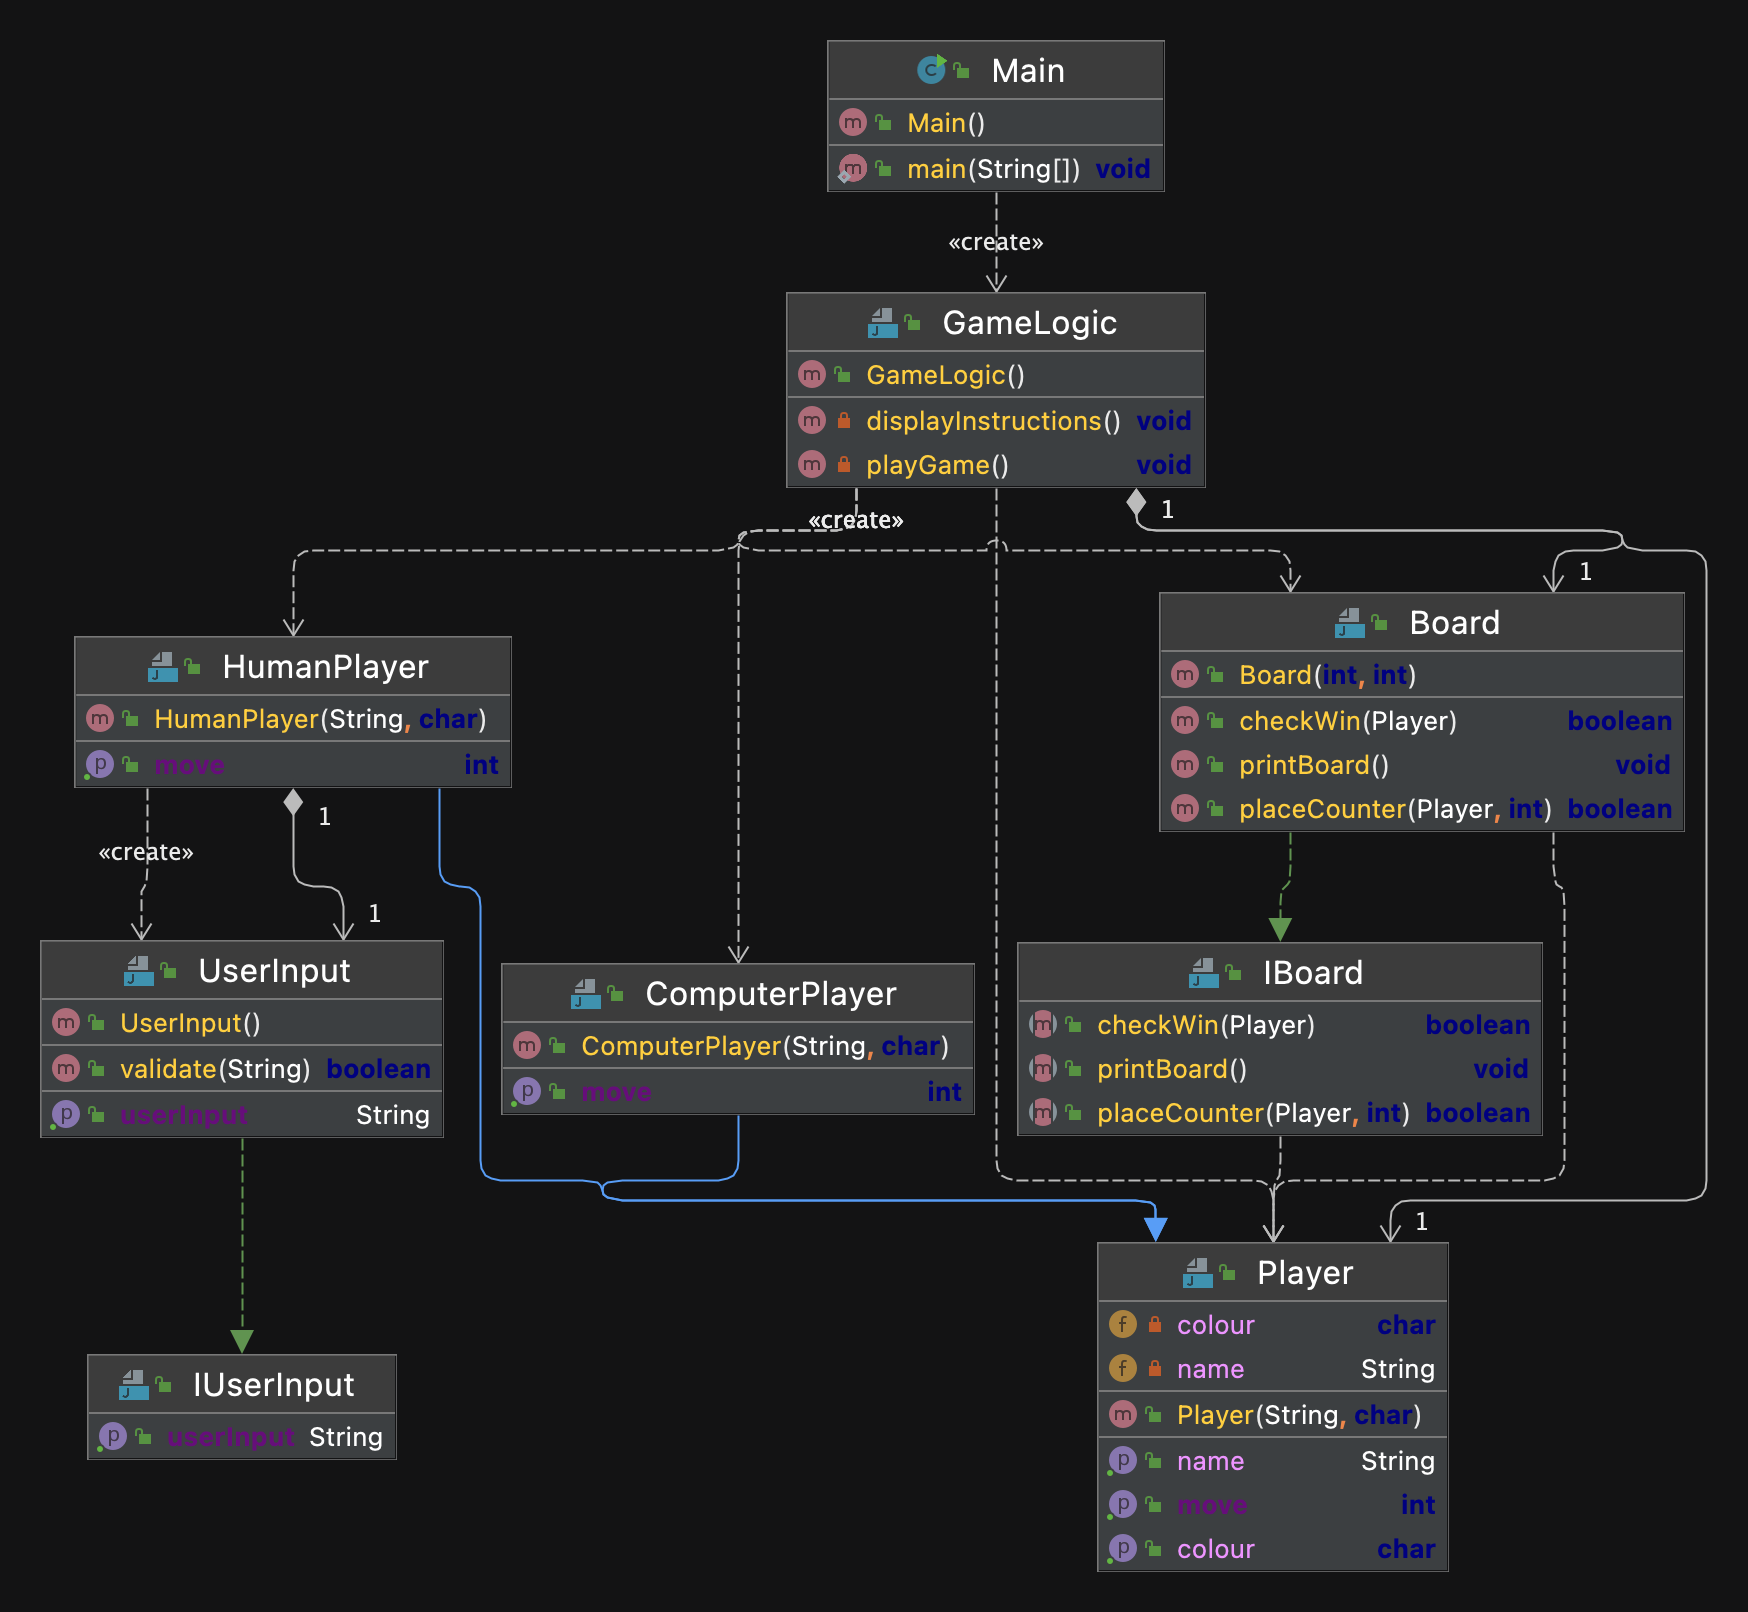 Main
Main()
main(String[]) void
«create»
GameLogic
GameLogic()
displayInstructions() void
playGame() void
«create»
1
1
Board
Board(int, int)
checkWin(Player) boolean
printBoard() void
placeCounter(Player, int) boolean
HumanPlayer
HumanPlayer(String, char)
move int
1
«create»
1
UserInput
UserInput()
validate(String) boolean
userInput String
ComputerPlayer
ComputerPlayer(String, char)
move int
IBoard
checkWin(Player) boolean
printBoard() void
placeCounter(Player, int) boolean
1
Player
colour char
name String
Player(String, char)
name String
move int
colour char
IUserInput
userInput String